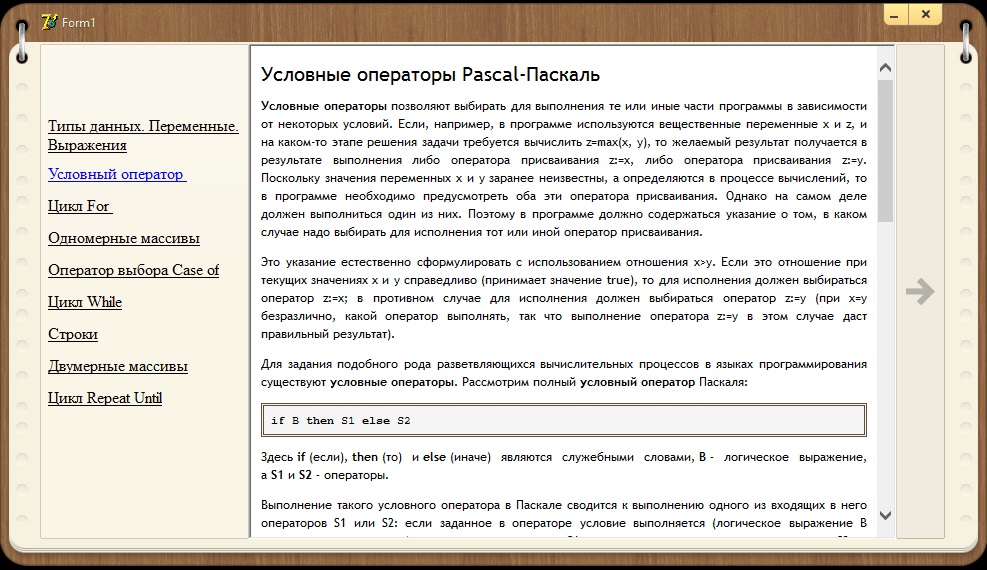 Form1
Типы данных. Переменные.
Выражения
Условный оператор
Цикл For
Одномерные массивы
Оператор выбора Case of
Цикл While
Строки
Двумерные массивы
Цикл Repeat Until
Условные операторы Pascal-Паскаль
Условные операторы позволяют выбирать для выполнения те или иные части программы в зависимости
от некоторых условий. Если, например, в программе используются вещественные переменные x и z, и
на каком-то этапе решения задачи требуется вычислить z=max(x, y), то желаемый результат получается в
результате выполнения либо оператора присваивания z:=x, либо оператора присваивания z:=y.
Поскольку значения переменных x и y заранее неизвестны, а определяются в процессе вычислений, то
в программе необходимо предусмотреть оба эти оператора присваивания. Однако на самом деле
должен выполниться один из них. Поэтому в программе должно содержаться указание о том, в каком
случае надо выбирать для исполнения тот или иной оператор присваивания.
Это указание естественно сформулировать с использованием отношения x>y. Если это отношение при
текущих значениях x и y справедливо (принимает значение true), то для исполнения должен выбираться
оператор z:=x; в противном случае для исполнения должен выбираться оператор z:=y (при x=y
безразлично, какой оператор выполнять, так что выполнение оператора z:=y в этом случае даст
правильный результат).
Для задания подобного рода разветвляющихся вычислительных процессов в языках программирования
существуют условные операторы. Рассмотрим полный условный оператор Паскаля:
if B then S1 else S2
Здесь if (если), then (то) и else (иначе) являются служебными словами, B - логическое выражение,
а S1 и S2 - операторы.
Выполнение такого условного оператора в Паскале сводится к выполнению одного из входящих в него
операторов S1 или S2: если заданное в операторе условие выполняется (логическое выражение B